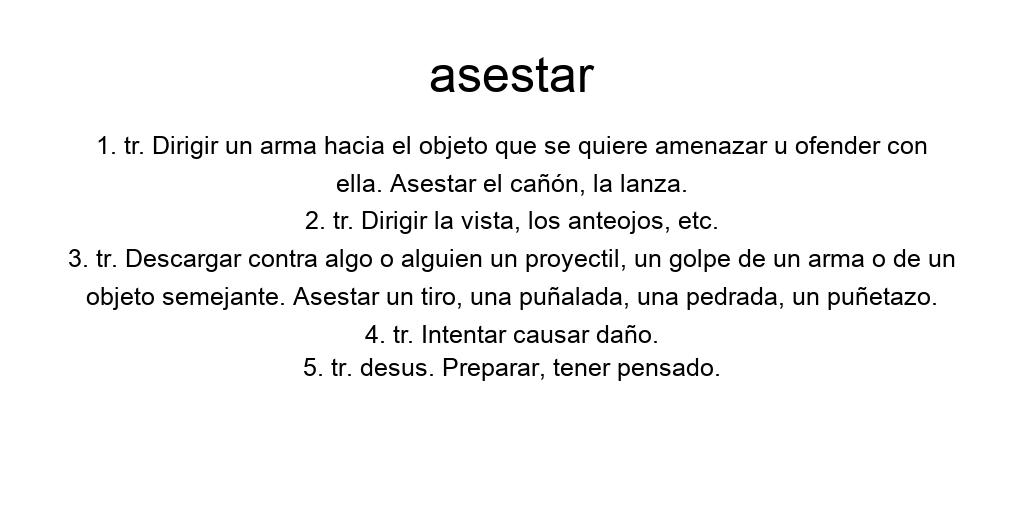 asestar
1. tr. Dirigir un arma hacia el objeto que se quiere amenazar u ofender con
ella. Asestar el cañón, la lanza.
2. tr. Dirigir la vista, los anteojos, etc.
3. tr. Descargar contra algo o alguien un proyectil, un golpe de un arma o de un
objeto semejante. Asestar un tiro, una puñalada, una pedrada, un puñetazo.
4. tr. Intentar causar daño.
5. tr. desus. Preparar, tener pensado.